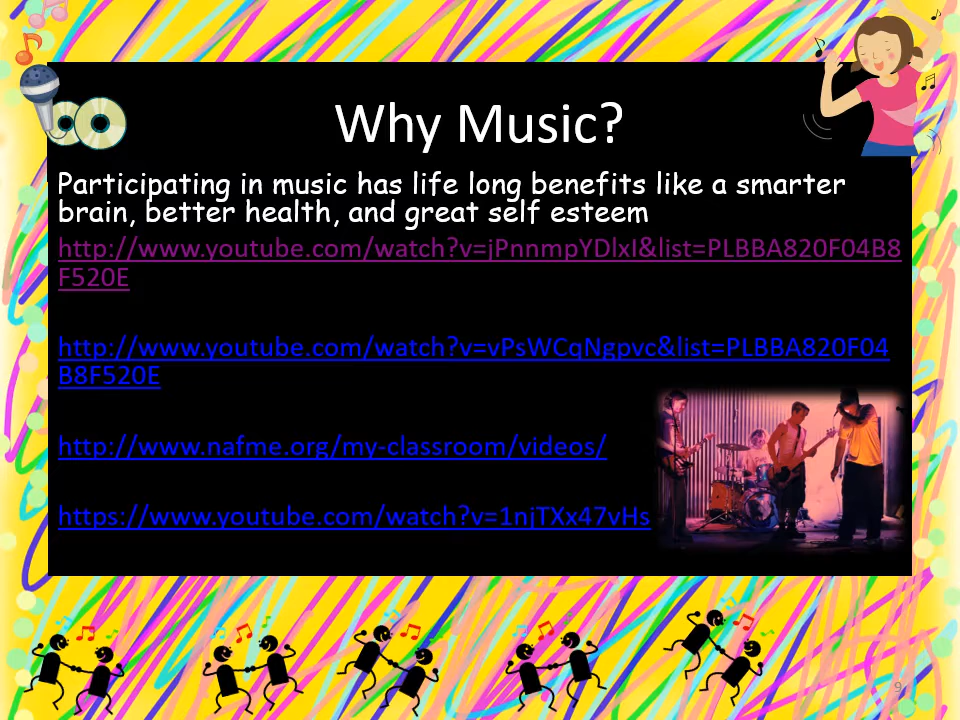 Why Music?
Participating in music has life long benefits like a smarter
brain, better health, and great self esteem
http://www.youtube.com/watch?v=jPnnmpYDlxI&list=PLBBA820F04B8
F520E
http://www.youtube.com/watch?v=vPsWCqNgpvc&list=PLBBA820F04
B8F520E
http://www.nafme.org/my-classroom/videos/
https://www.youtube.com/watch?v=1njTXx47vHs
9